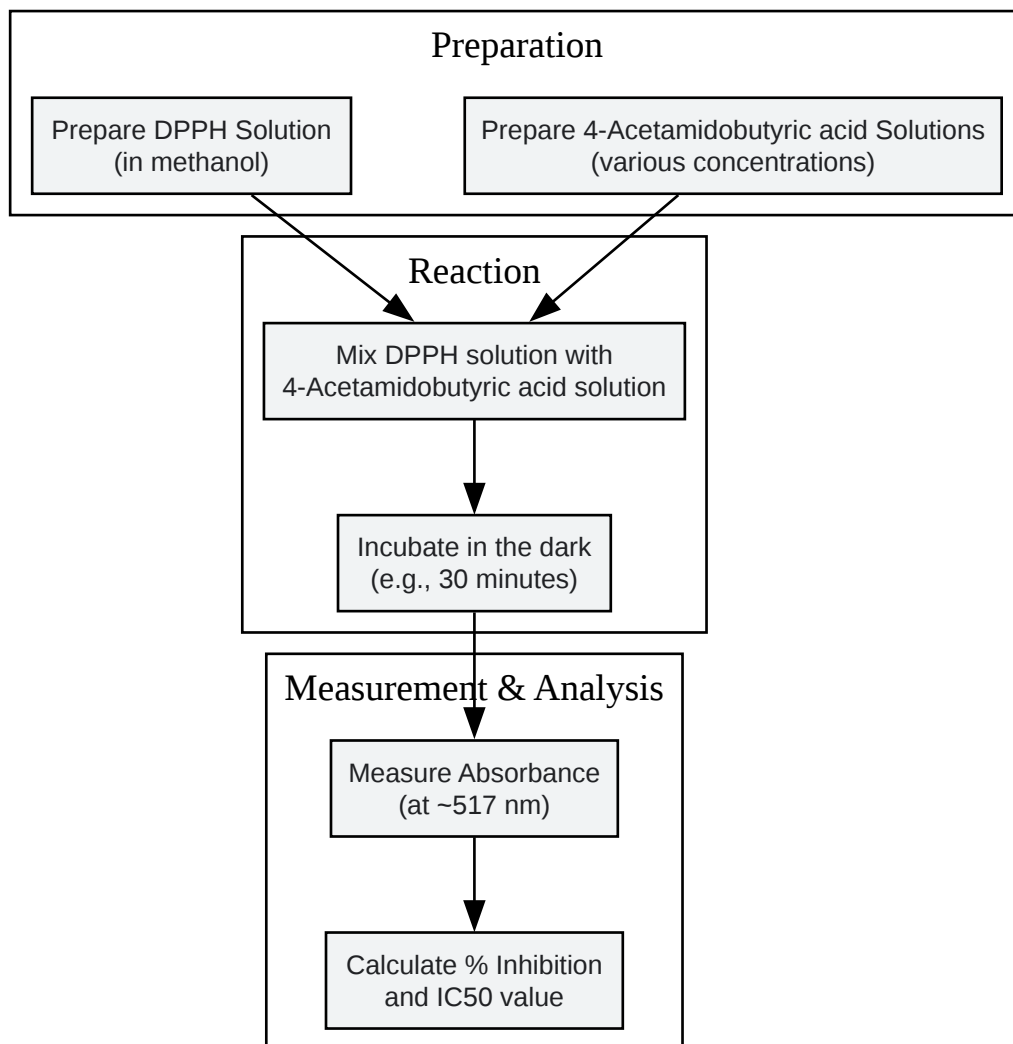 Preparation
Prepare DPPH Solution
(in methanol)
Prepare 4-Acetamidobutyric acid Solutions
(various concentrations)
Reaction
Mix DPPH solution with
4-Acetamidobutyric acid solution
Incubate in the dark
(e.g., 30 minutes)
Measurement & Analysis
Measure Absorbance
(at ~517 nm)
Calculate % Inhibition
and IC50 value